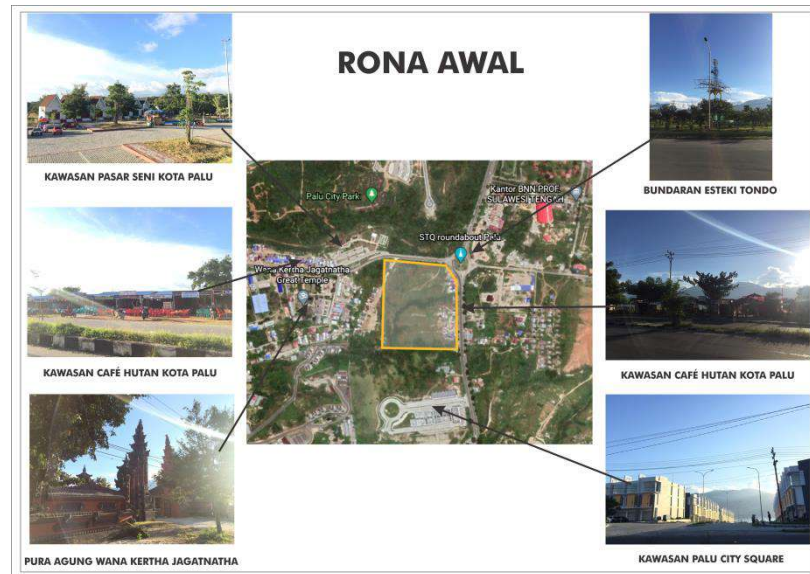 RONA AWAL
KAWASAN PASAR SENI KOTA PALU
BUNDARAN ESTEKI TONDO
Palu City Park
Kantor BNN PROF.
SULAWESI TENGAH
STQ roundabout Palu
Wana Kertha Jagatnatha
Great Temple
KAWASAN CAFÉ HUTAN KOTA PALU
KAWASAN CAFÉ HUTAN KOTA PALU
PURA AGUNG WANA KERTHA JAGATNATHA
KAWASAN PALU CITY SQUARE